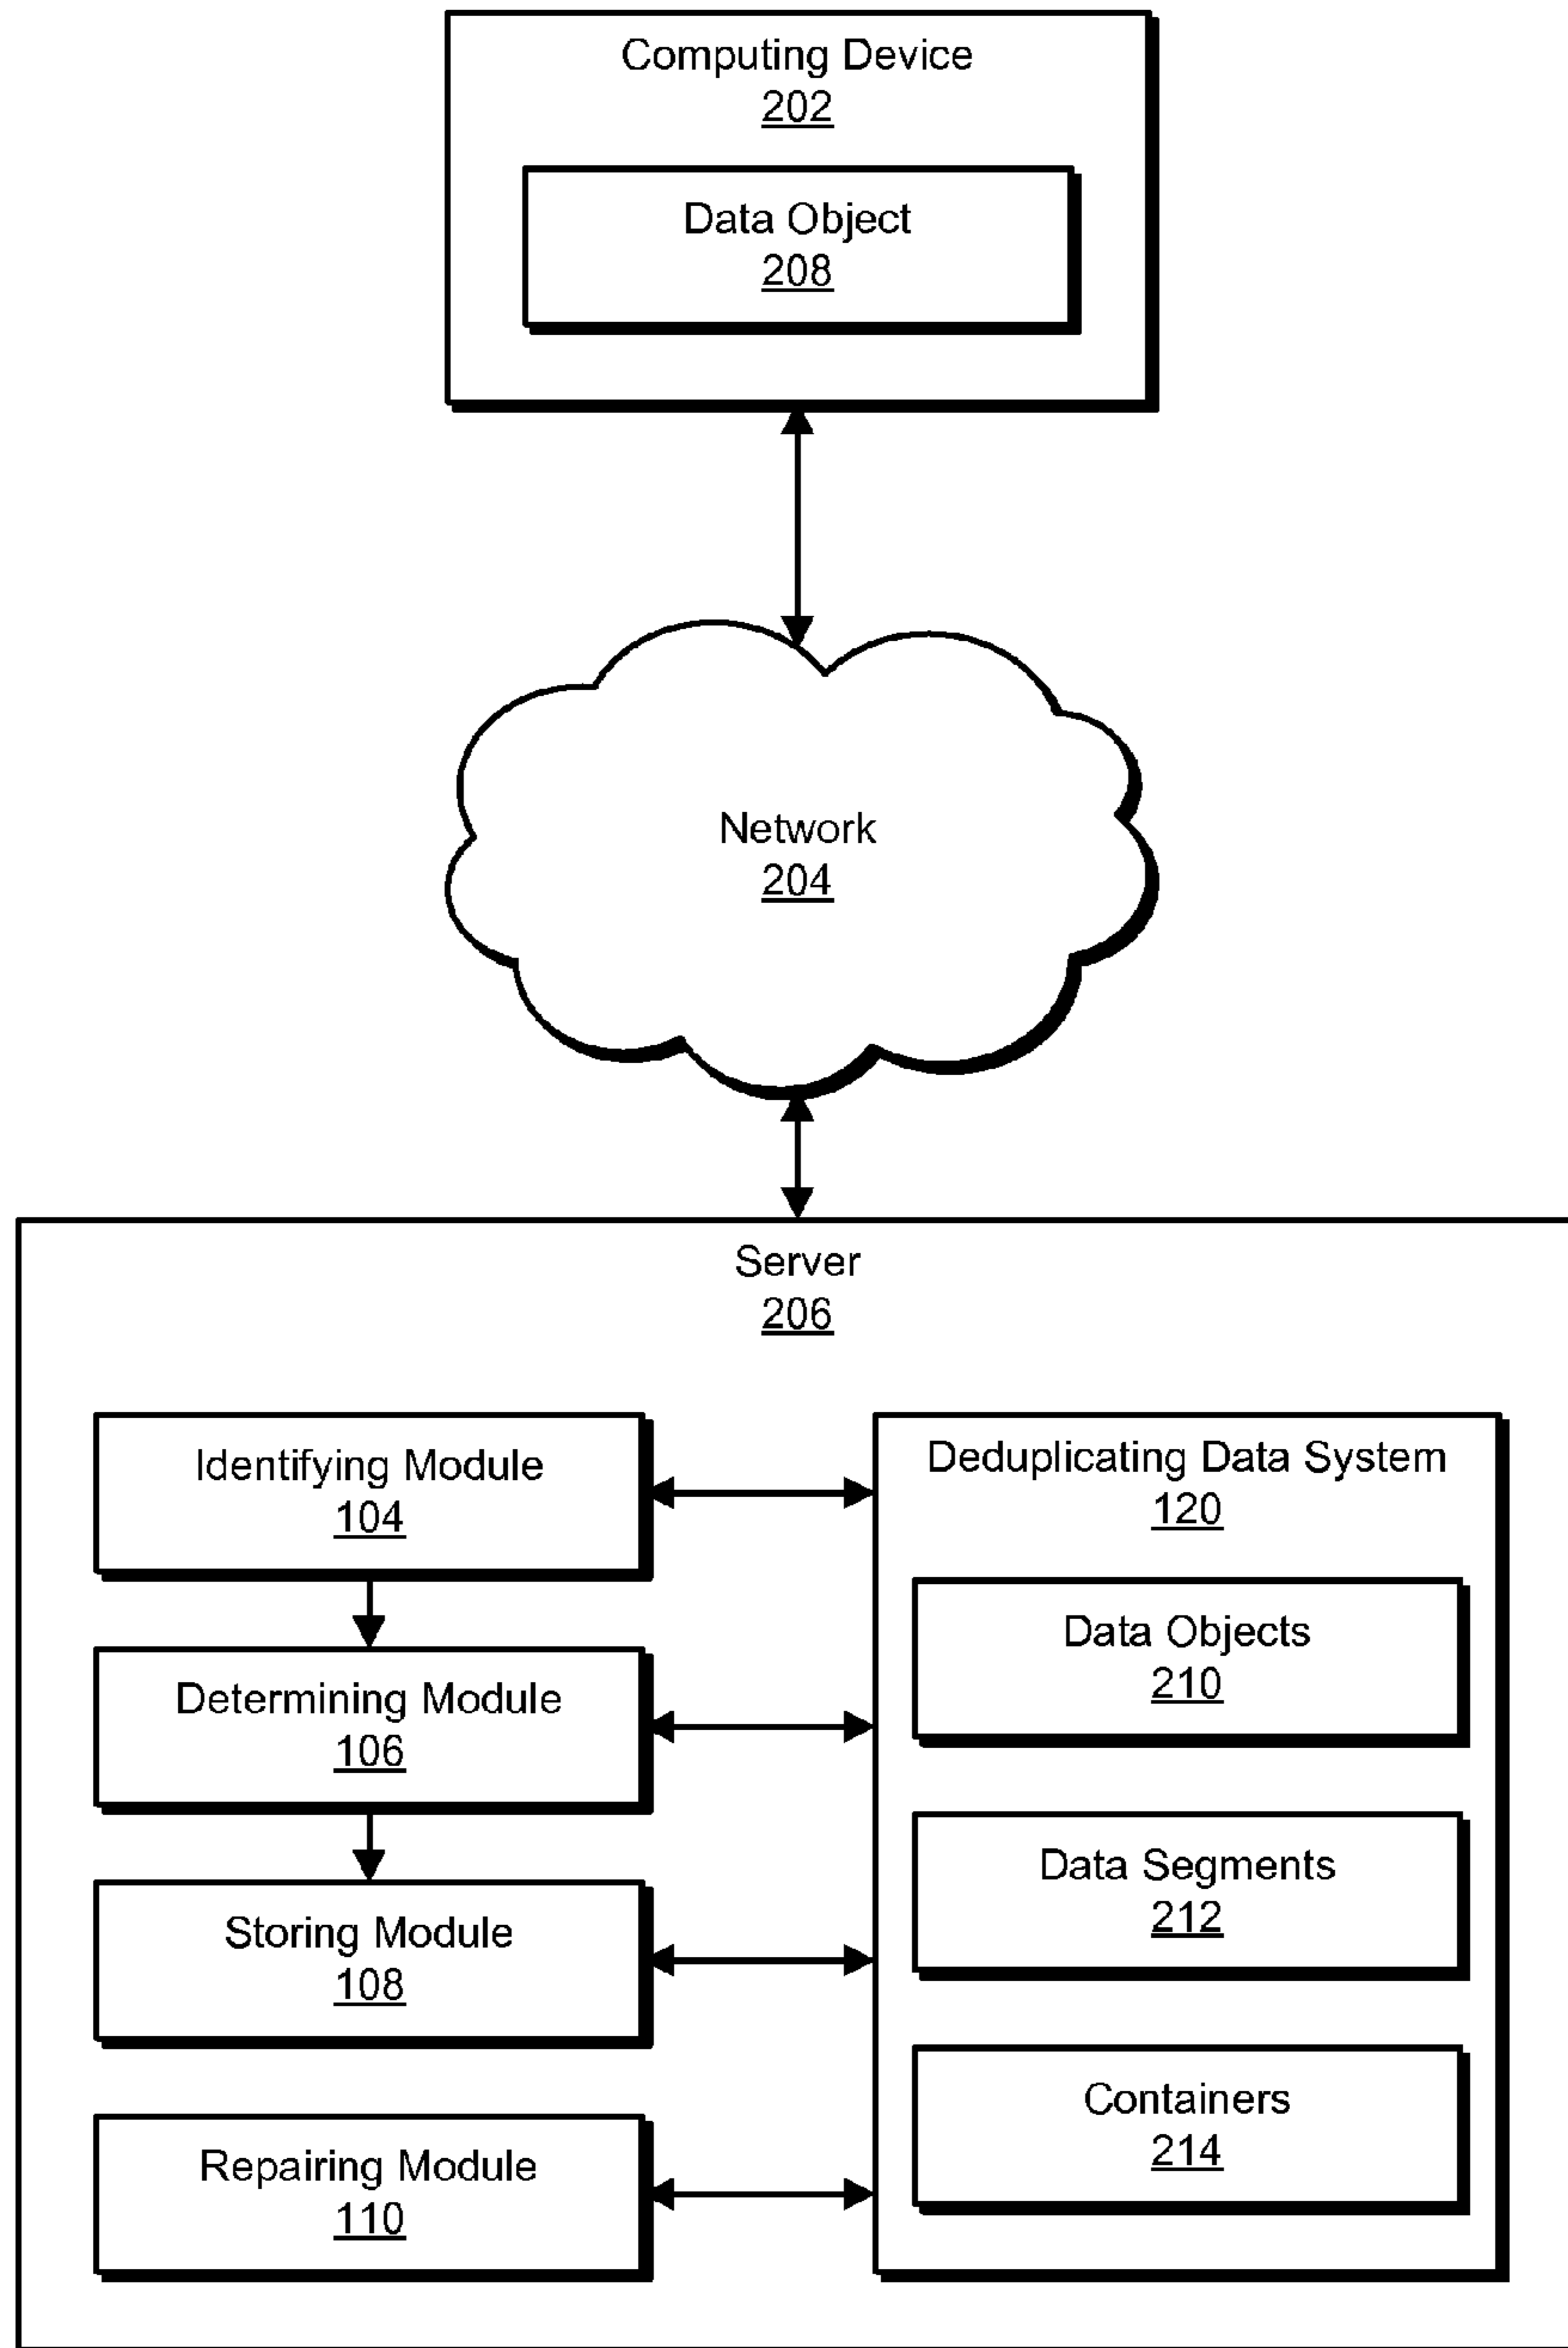 Computing Device
202
Data Object
208
Network
204
Server
206
Identifying Module
104
Determining Module
106
Storing Module
108
Repairing Module
110
Deduplicating Data System
120
Data Objects
210
Data Segments
212
Containers
214